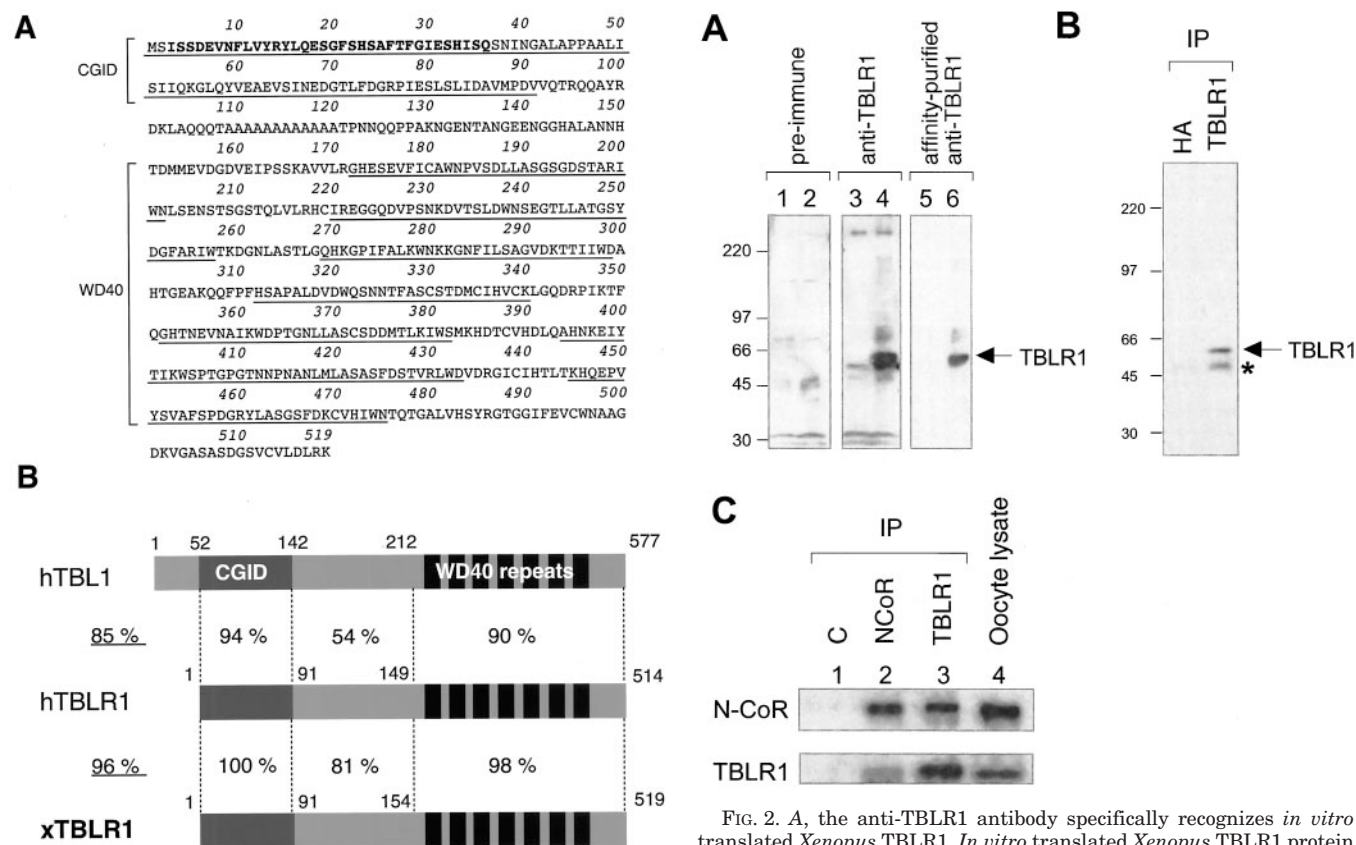 A
10 20 30 40 50
MSISSDEVNFLVYRYLQESGFSHSAFTFGIESHISQSNINGALAPPAALI
60 70 80 90 100
CGID
SIIQKGLQYVEAEVSINEDGTLFDGRPIESLSLIDAVMPDVVQTRQQAYR
110 120 130 140 150
DKLAQQQTAAAAAAAAAAAATPNNQQPPAKNGENTANGEENGGHALANNH
160 170 180 190 200
TDMMEVDGDVEIPSSKAVVLRGHESEVFICAWNPVSDLLASGSGDSTARI
210 220 230 240 250
WNLSENSTSGSTQLVLRHCIREGGQDVPSNKDVTSLDWNSEGTLLATGSY
260 270 280 290 300
DGFARIWTKDGNLASTLGQHKGPIFALKWNKKGNFILSAGVDKTTIIWDA
310 320 330 340 350
WD40
HTGEAKQQFPFHSAPALDVDWQSNNTFASCSTDMCIHVCKLGQDRPIKTF
360 370 380 390 400
QGHTNEVNAIKWDPTGNLLASCSDDMTLKIWSMKHDTCVHDLQAHNKEIY
410 420 430 440 450
TIKWSPTGPGTNNPNANLMLASASFDSTVRLWDVDRGICIHTLTKHQEPV
460 470 480 490 500
YSVAFSPDGRYLASGSFDKCVHIWNTQTGALVHSYRGTGGIFEVCWNAAG
510 519
DKVGASASDGSVCVLDLRK
B
1 52 142 212 577
hTBL1 CGID WD40 repeats
85 % 94 % 54 % 90 %
1 91 149 514
hTBLR1
96 % 100 % 81 % 98 %
1 91 154 519
xTBLR1
A
pre-immune
anti-TBLR1
affinity-purified
anti-TBLR1
1 2 3 4 5 6
220
97
66
45
30
TBLR1
B
IP
HA
TBLR1
220
97
66
45
30
TBLR1
*
C
IP
C
NCoR
TBLR1
Oocyte lysate
1 2 3 4
N-CoR
TBLR1
FIG. 2. A, the anti-TBLR1 antibody specifically recognizes in vitro
translated Xenopus TBLR1. In vitro translated Xenopus TBLR1 protein